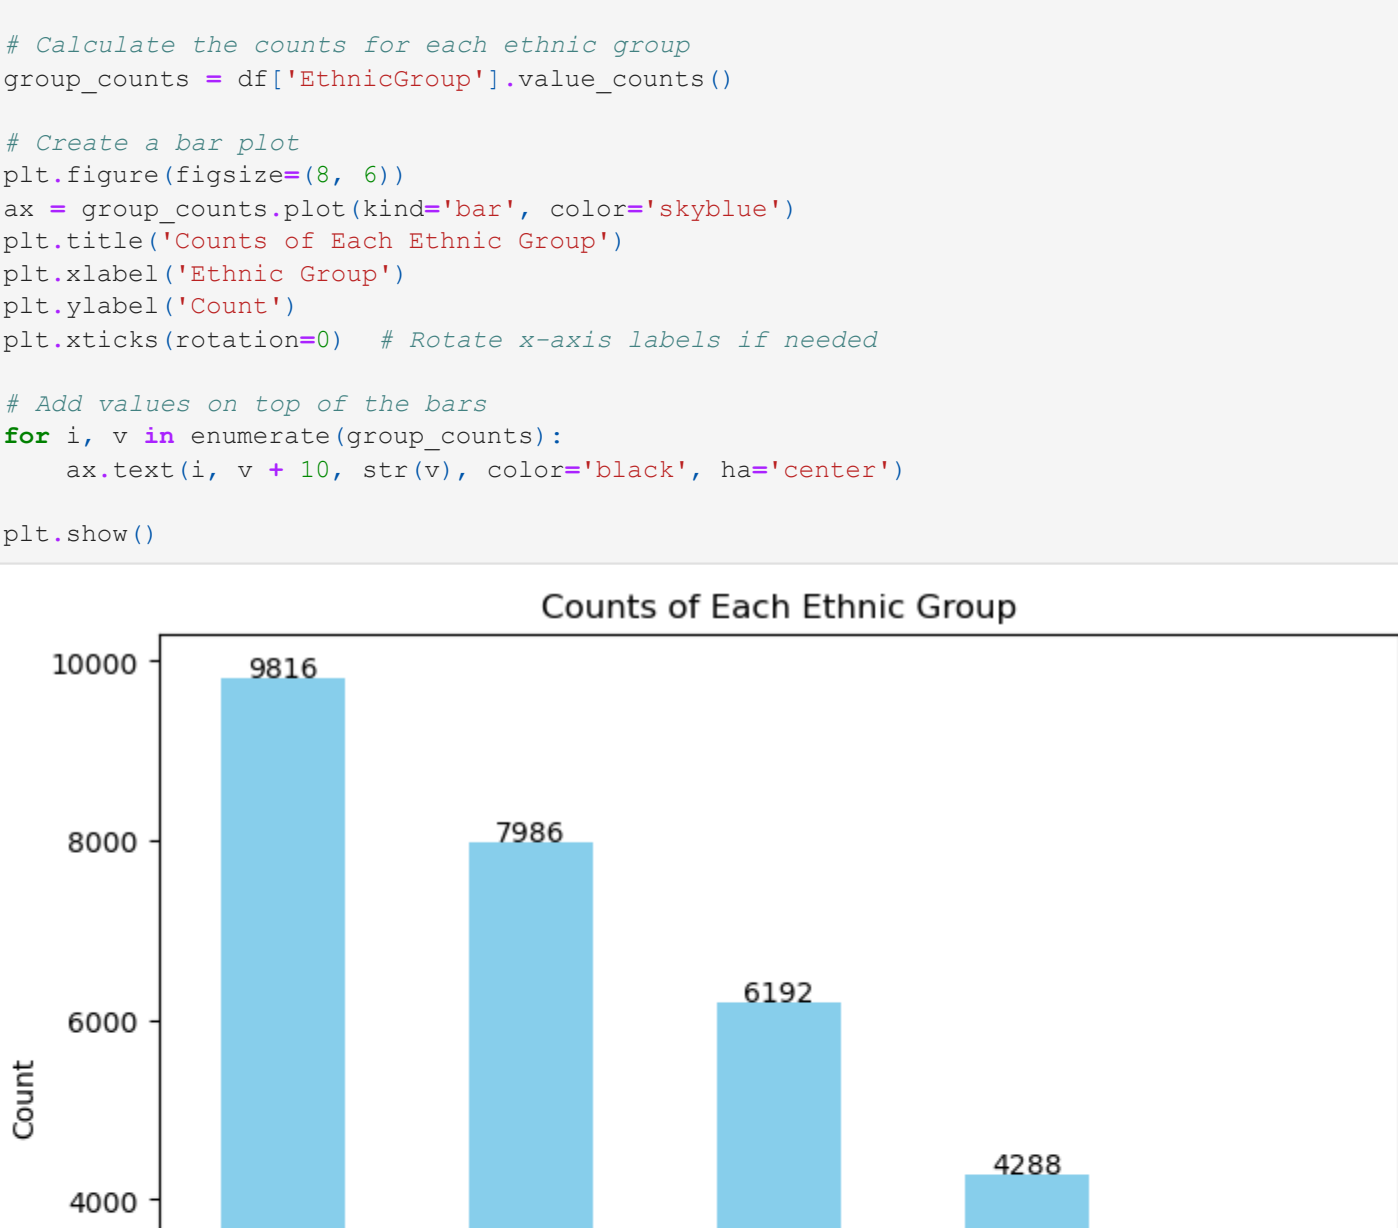 # Calculate the counts for each ethnic group
group_counts = df['EthnicGroup'].value_counts()
# Create a bar plot
plt.figure(figsize=(8, 6))
ax = group_counts.plot(kind='bar', color='skyblue')
plt.title('Counts of Each Ethnic Group')
plt.xlabel('Ethnic Group')
plt.ylabel('Count')
plt.xticks(rotation=0)  # Rotate x-axis labels if needed
# Add values on top of the bars
for i, v in enumerate(group_counts):
    ax.text(i, v + 10, str(v), color='black', ha='center')
plt.show()
Counts of Each Ethnic Group
10000
9816
8000
7986
6000
6192
Count
4288
4000